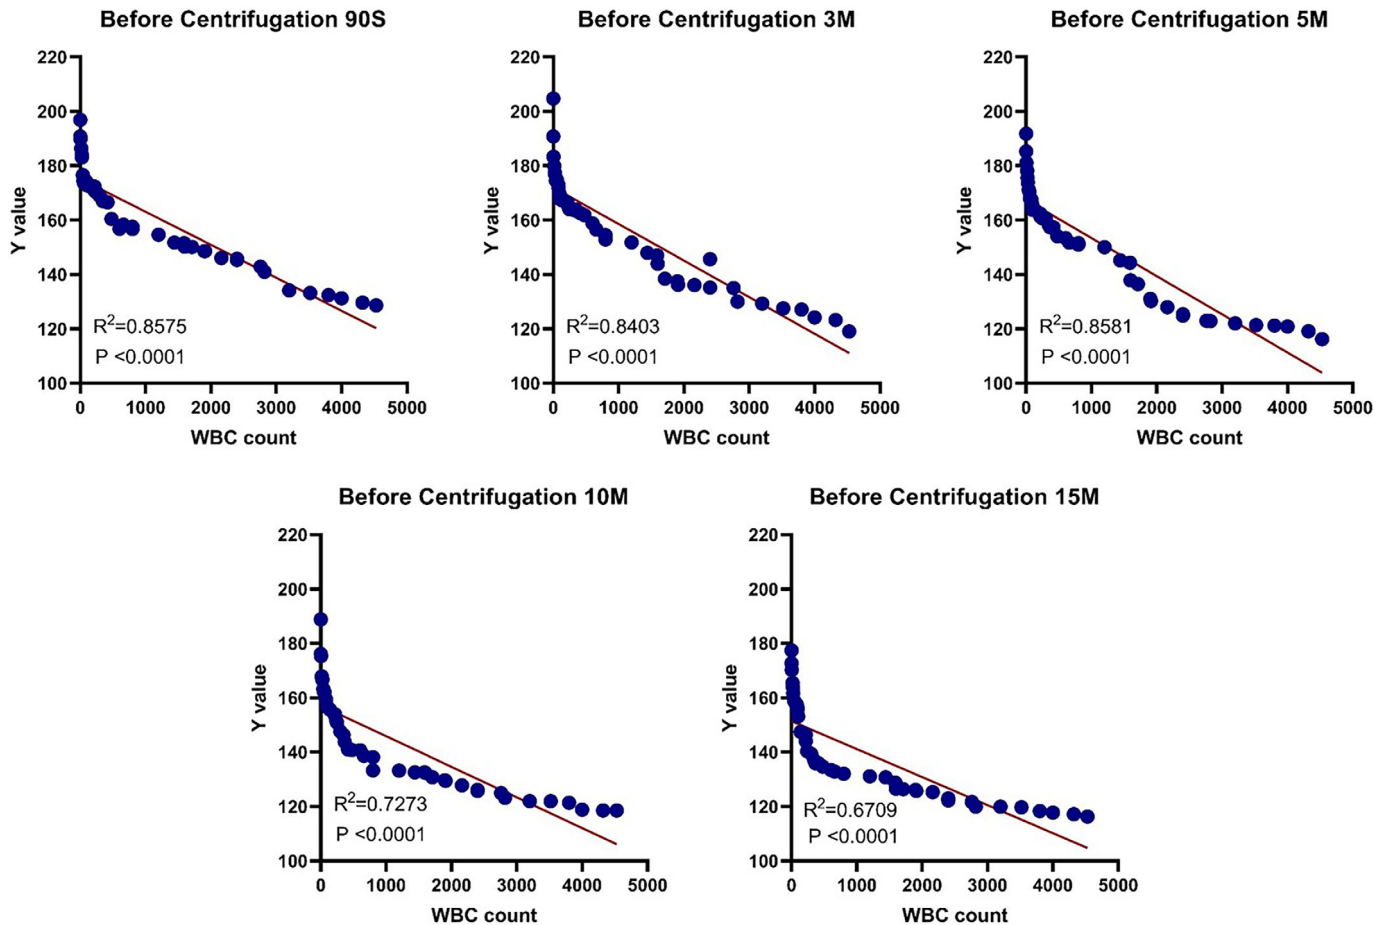 Before Centrifugation 90S
220
200
180
160
140
120
100
Y value
R²=0.8575
P <0.0001
0 1000 2000 3000 4000 5000
WBC count
Before Centrifugation 3M
220
200
180
160
140
120
100
Y value
R²=0.8403
P <0.0001
0 1000 2000 3000 4000 5000
WBC count
Before Centrifugation 5M
220
200
180
160
140
120
100
Y value
R²=0.8581
P <0.0001
0 1000 2000 3000 4000 5000
WBC count
Before Centrifugation 10M
220
200
180
160
140
120
100
Y value
R²=0.7273
P <0.0001
0 1000 2000 3000 4000 5000
WBC count
Before Centrifugation 15M
220
200
180
160
140
120
100
Y value
R²=0.6709
P <0.0001
0 1000 2000 3000 4000 5000
WBC count